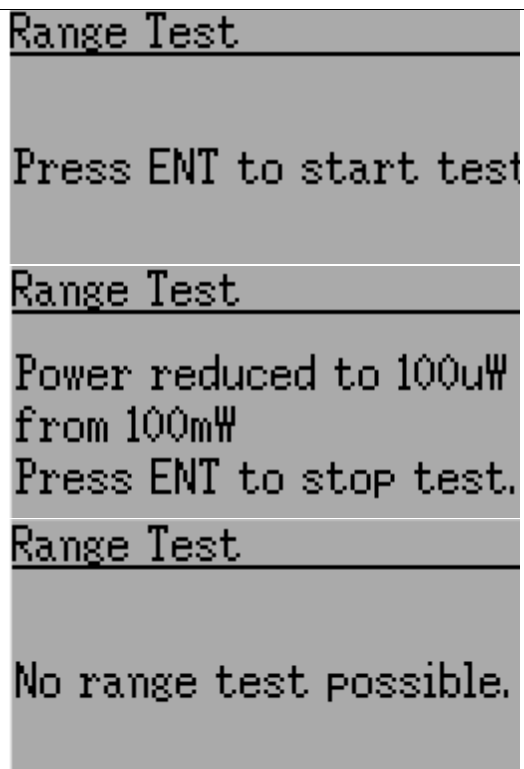 Range Test
Press ENT to start test
Range Test
Power reduced to 100uW
from 100mW
Press ENT to stop test.
Range Test
No range test possible.